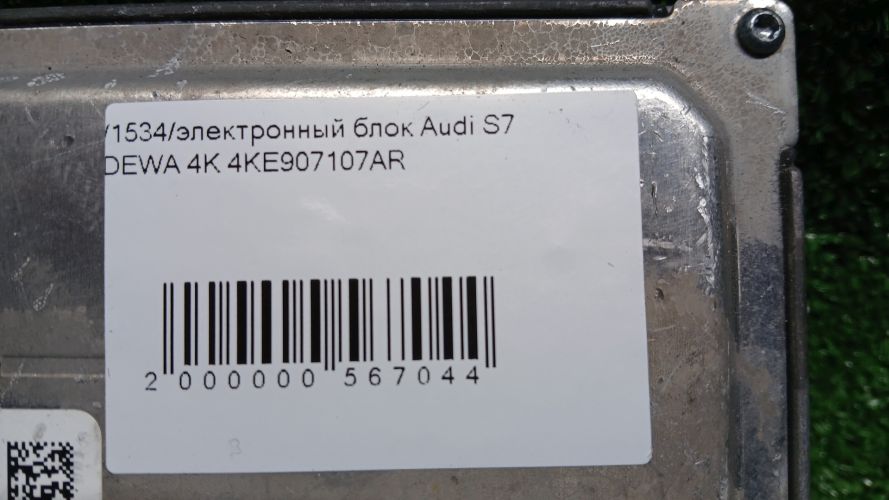 /1534/электронный блок Audi S7
DEWA 4K 4KE907107AR
2 000000 567044